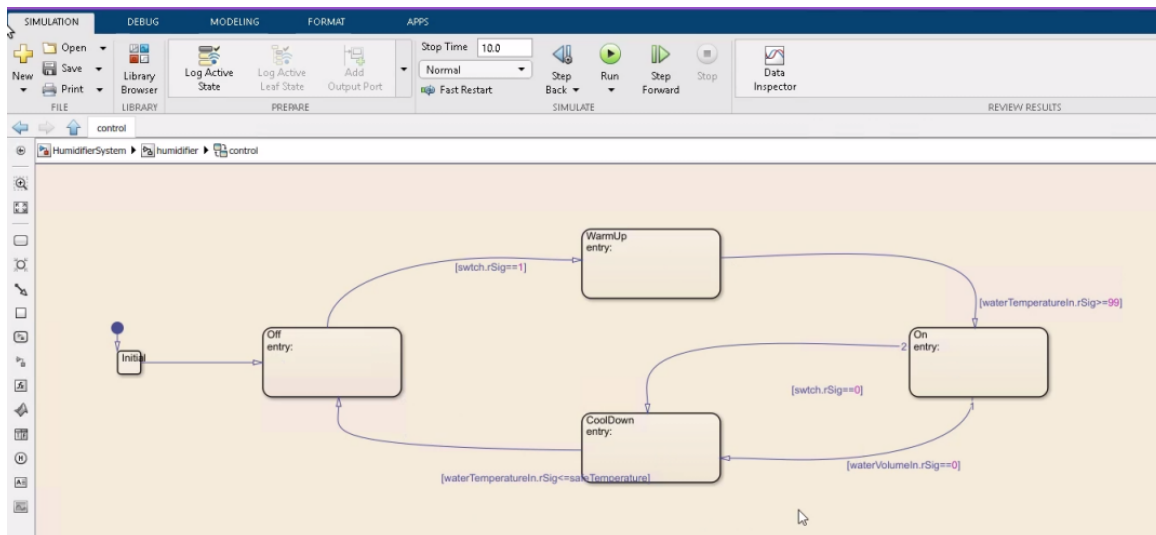 SIMULATION DEBUG MODELING FORMAT APPS
New
Open
Save
Print
FILE
Library Browser
LIBRARY
Log Active State
Log Active Leaf State
Add Output Port
PREPARE
Stop Time 10.0
Normal
Fast Restart
Step Back
Run
Step Forward
Stop
SIMULATE
Data Inspector
REVIEW RESULTS
control
HumidifierSystem humidifier control
WarmUp
entry:
[swtch.rSig==1]
[waterTemperatureIn.rSig>=99]
Initial
Off
entry:
On
2 entry:
[swtch.rSig==0]
1
CoolDown
entry:
[waterVolumeIn.rSig==0]
[waterTemperatureIn.rSig<=safeTemperature]